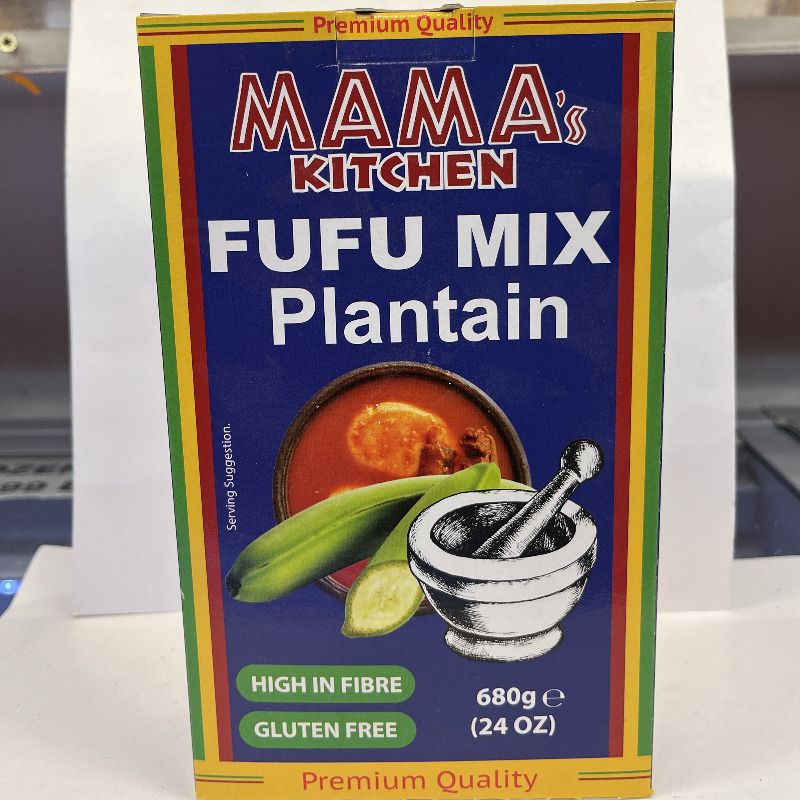 Premium Quality
MAMA's
KITCHEN
FUFU MIX
Plantain
Serving Suggestion.
HIGH IN FIBRE
GLUTEN FREE
680g ℮
(24 OZ)
Premium Quality